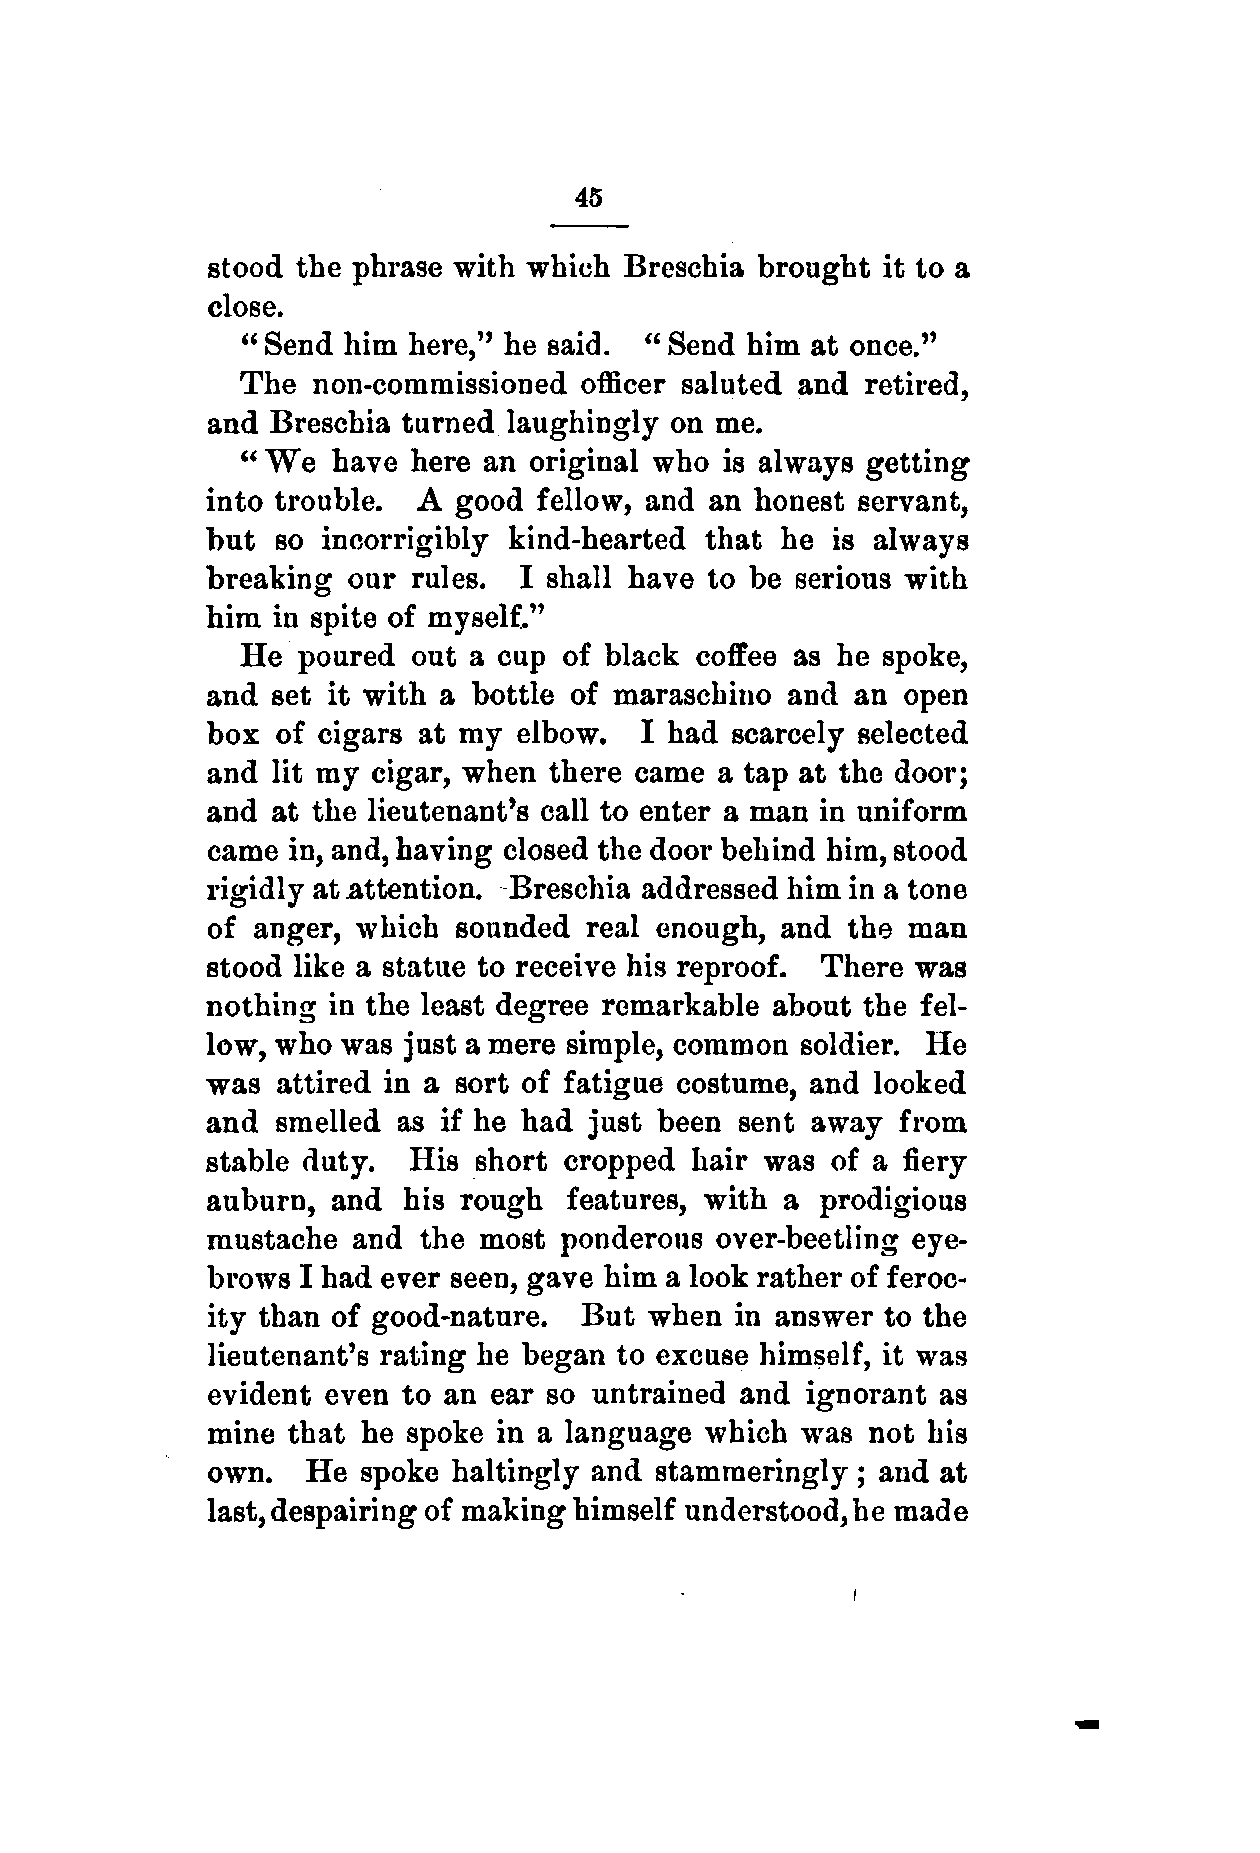 45
stood the phrase with which Breschia brought it to a
close.
"Send him here," he said. "Send him at once."
The non-commissioned officer saluted and retired,
and Breschia turned laughingly on me.
"We have here an original who is always getting
into trouble. A good fellow, and an honest servant,
but so incorrigibly kind-hearted that he is always
breaking our rules. I shall have to be serious with
him in spite of myself."
He poured out a cup of black coffee as he spoke,
and set it with a bottle of maraschino and an open
box of cigars at my elbow. I had scarcely selected
and lit my cigar, when there came a tap at the door;
and at the lieutenant's call to enter a man in uniform
came in, and, having closed the door behind him, stood
rigidly at attention. Breschia addressed him in a tone
of anger, which sounded real enough, and the man
stood like a statue to receive his reproof. There was
nothing in the least degree remarkable about the fel-
low, who was just a mere simple, common soldier. He
was attired in a sort of fatigue costume, and looked
and smelled as if he had just been sent away from
stable duty. His short cropped hair was of a fiery
auburn, and his rough features, with a prodigious
mustache and the most ponderous over-beetling eye-
brows I had ever seen, gave him a look rather of feroc-
ity than of good-nature. But when in answer to the
lieutenant's rating he began to excuse himself, it was
evident even to an ear so untrained and ignorant as
mine that he spoke in a language which was not his
own. He spoke haltingly and stammeringly; and at
last, despairing of making himself understood, he made